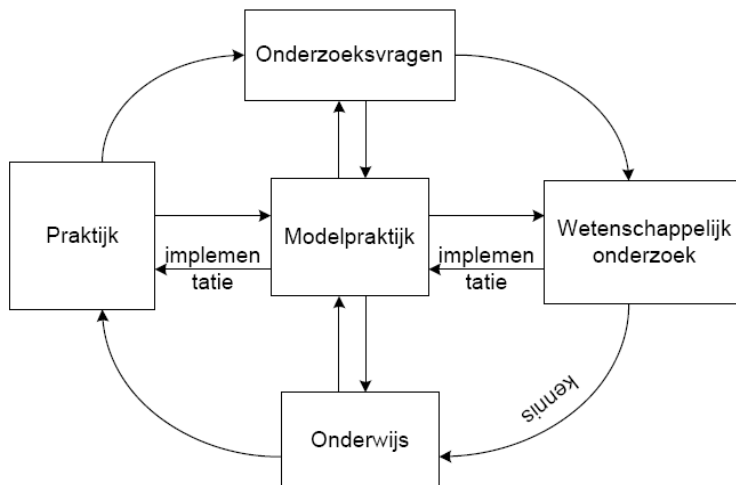 Onderzoeksvragen
Praktijk
implemen
tatie
Modelpraktijk
implemen
tatie
Wetenschappelijk
onderzoek
kennis
Onderwijs